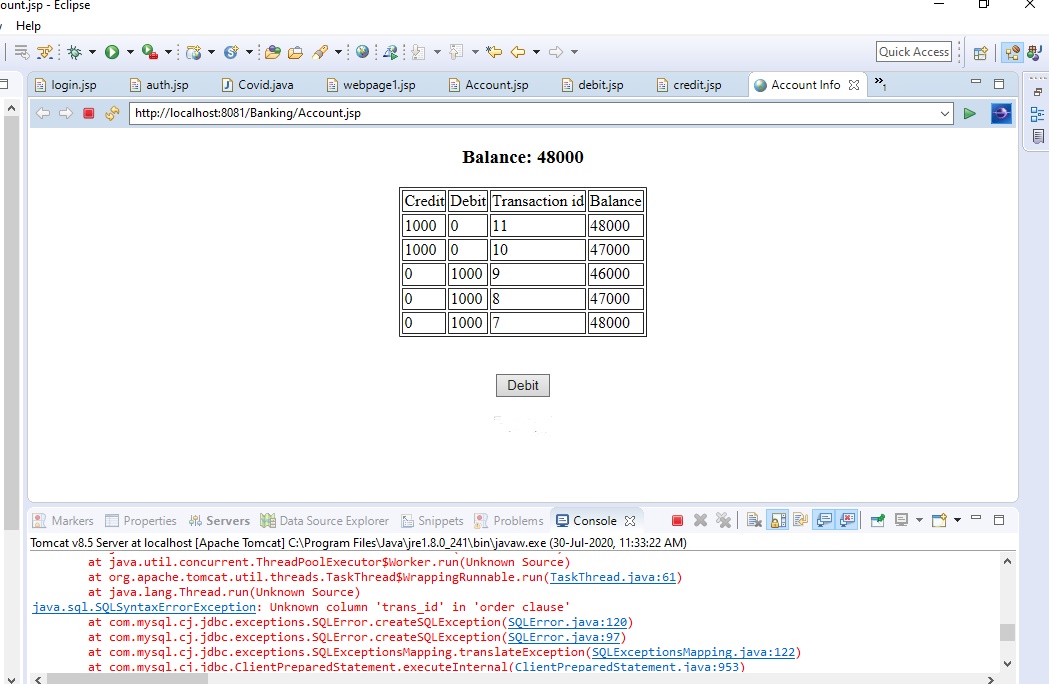 ount.jsp - Eclipse
Help
Quick Access
login.jsp auth.jsp Covid.java webpage1.jsp Account.jsp debit.jsp credit.jsp Account Info »1
http://localhost:8081/Banking/Account.jsp
Balance: 48000
Credit Debit Transaction id Balance
1000 0 11 48000
1000 0 10 47000
0 1000 9 46000
0 1000 8 47000
0 1000 7 48000
Debit
Markers Properties Servers Data Source Explorer Snippets Problems Console
Tomcat v8.5 Server at localhost [Apache Tomcat] C:\Program Files\Java\jre1.8.0_241\bin\javaw.exe (30-Jul-2020, 11:33:22 AM)
at java.util.concurrent.ThreadPoolExecutor$Worker.run(Unknown Source)
at org.apache.tomcat.util.threads.TaskThread$WrappingRunnable.run(TaskThread.java:61)
at java.lang.Thread.run(Unknown Source)
java.sql.SQLSyntaxErrorException: Unknown column 'trans_id' in 'order clause'
at com.mysql.cj.jdbc.exceptions.SQLError.createSQLException(SQLError.java:120)
at com.mysql.cj.jdbc.exceptions.SQLError.createSQLException(SQLError.java:97)
at com.mysql.cj.jdbc.exceptions.SQLExceptionsMapping.translateException(SQLExceptionsMapping.java:122)
at com.mysql.cj.jdbc.ClientPreparedStatement.executeInternal(ClientPreparedStatement.java:953)